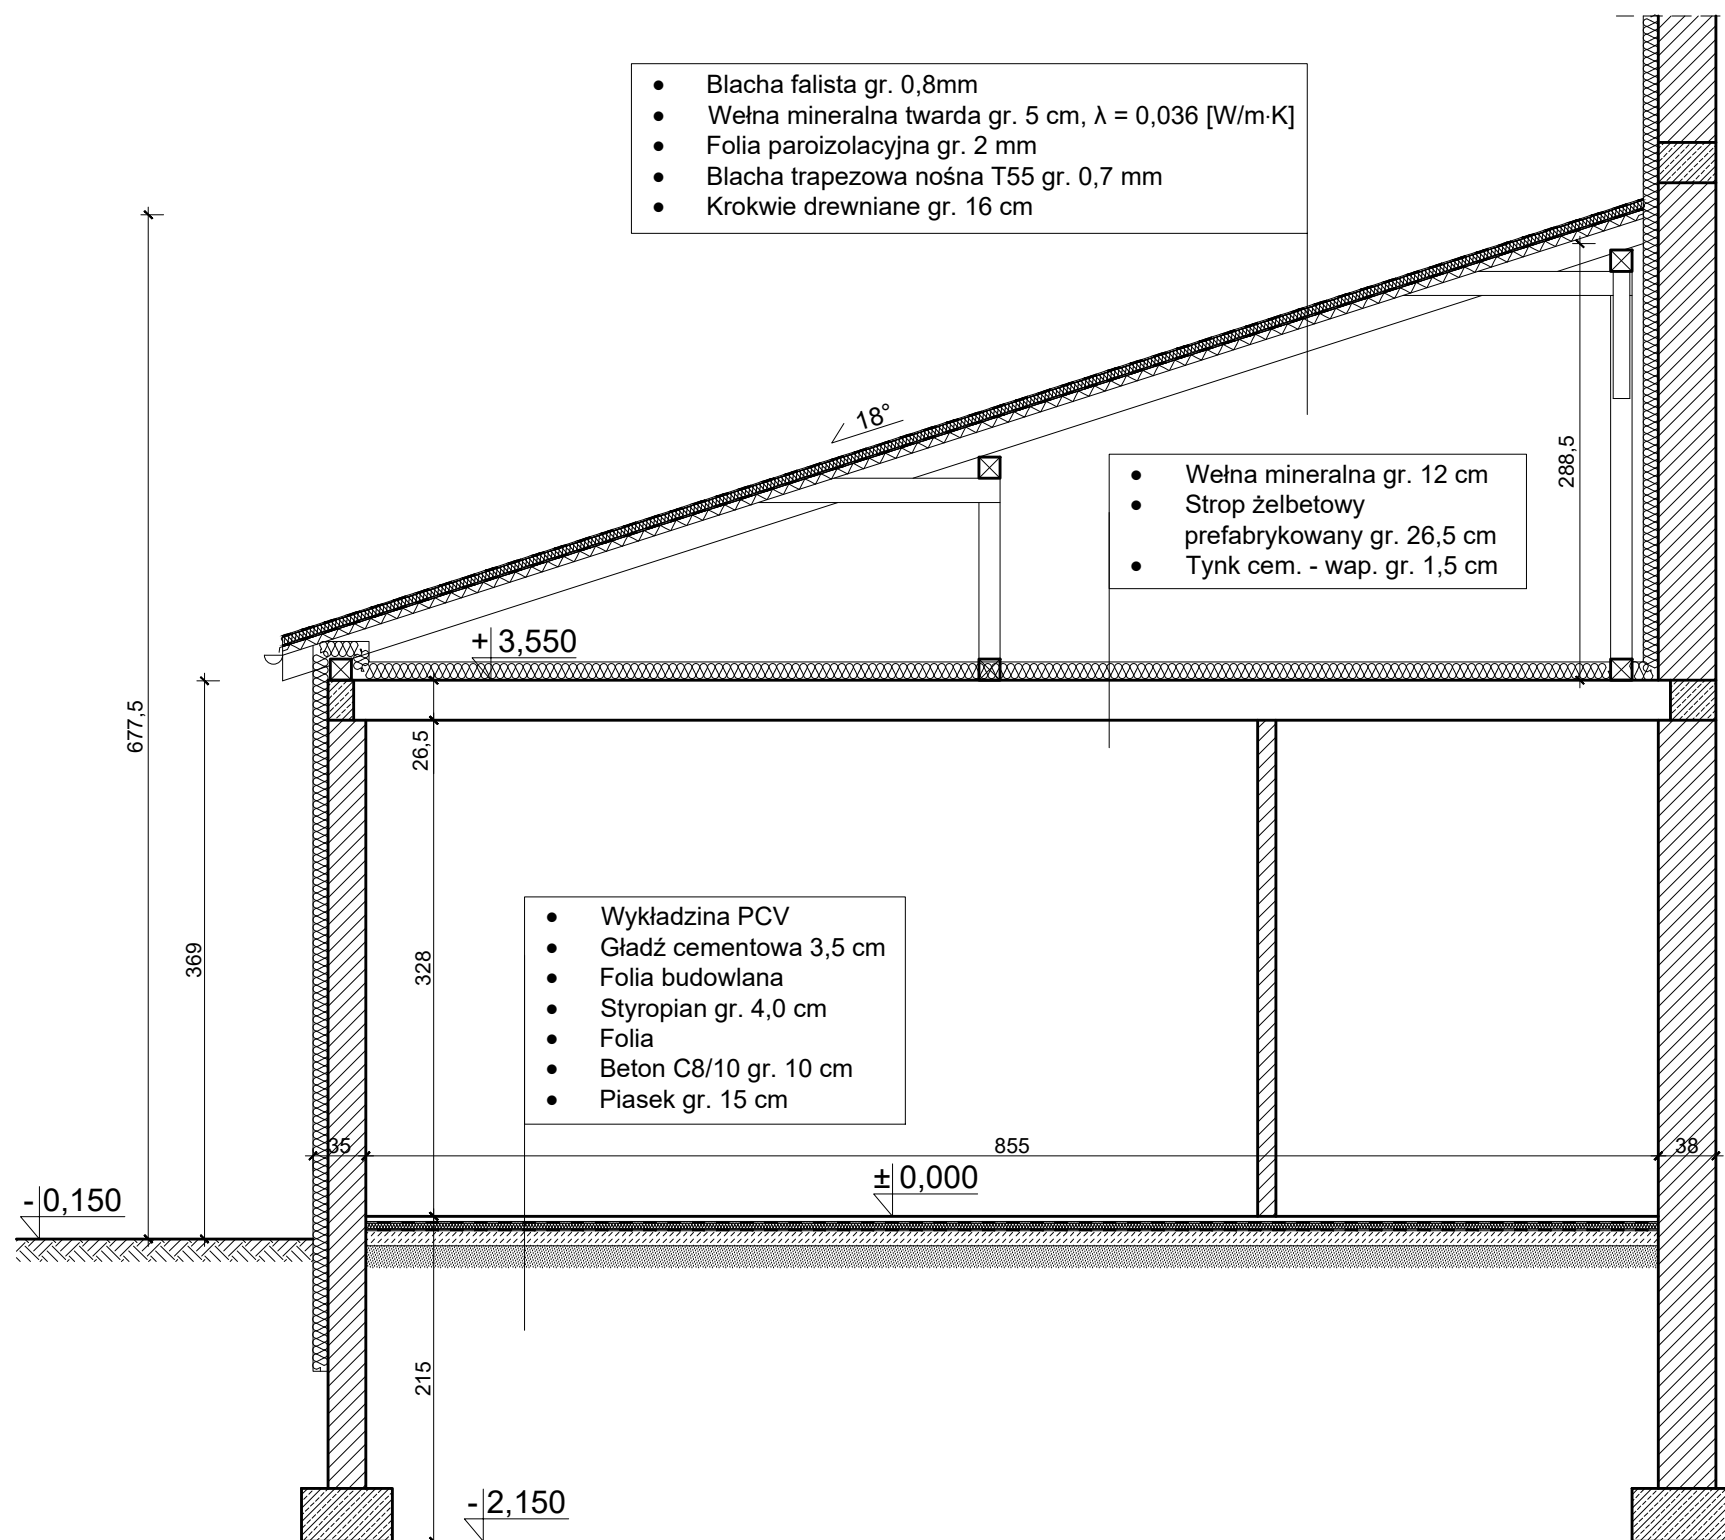 • Blacha falista gr. 0,8mm
• Wełna mineralna twarda gr. 5 cm, λ = 0,036 [W/m·K]
• Folia paroizolacyjna gr. 2 mm
• Blacha trapezowa nośna T55 gr. 0,7 mm
• Krokwie drewniane gr. 16 cm
18°
288,5
• Wełna mineralna gr. 12 cm
• Strop żelbetowy
prefabrykowany gr. 26,5 cm
• Tynk cem. - wap. gr. 1,5 cm
+ 3,550
677,5
26,5
369
328
• Wykładzina PCV
• Gładź cementowa 3,5 cm
• Folia budowlana
• Styropian gr. 4,0 cm
• Folia
• Beton C8/10 gr. 10 cm
• Piasek gr. 15 cm
35
855
38
± 0,000
- 0,150
215
- 2,150